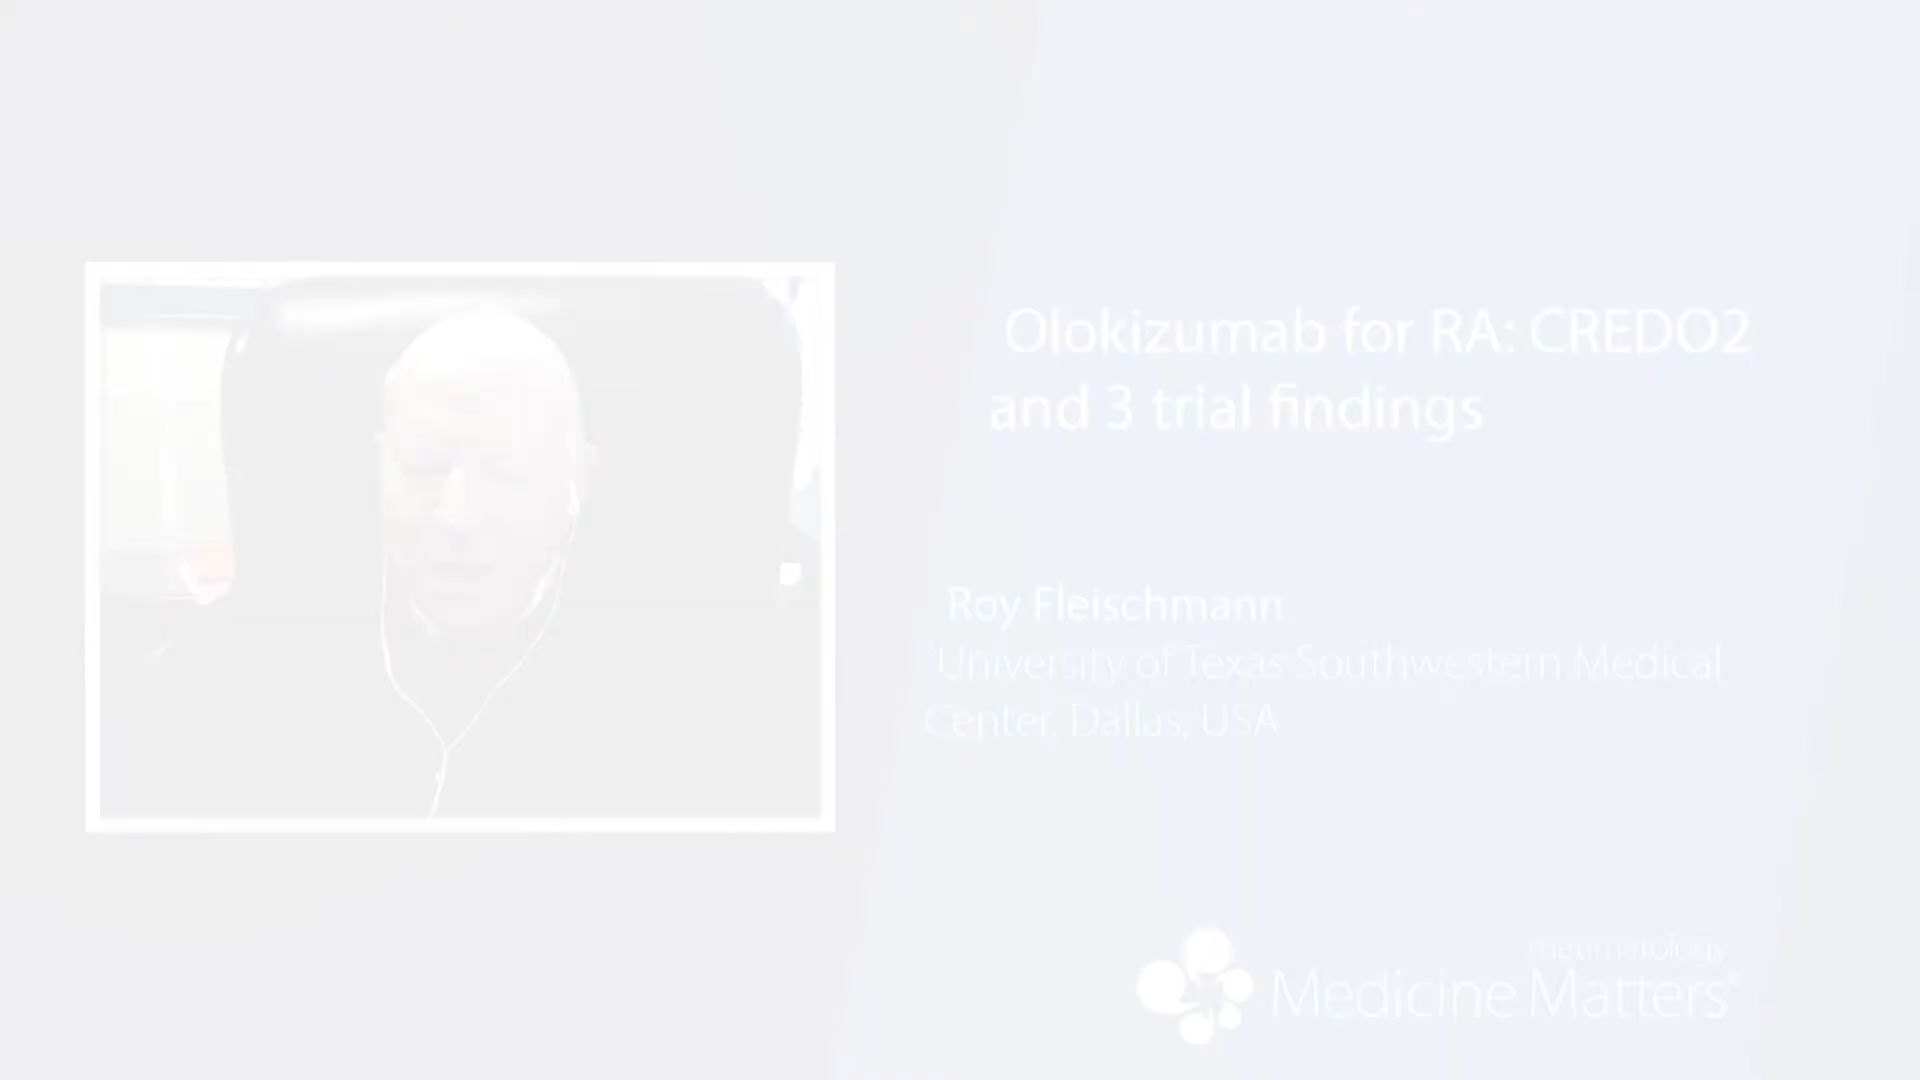 Olokizumab for RA: CREDO2
and 3 trial findings
Roy Fleischmann
University of Texas Southwestern Medical
Center, Dallas, USA
rheumatology
Medicine Matters